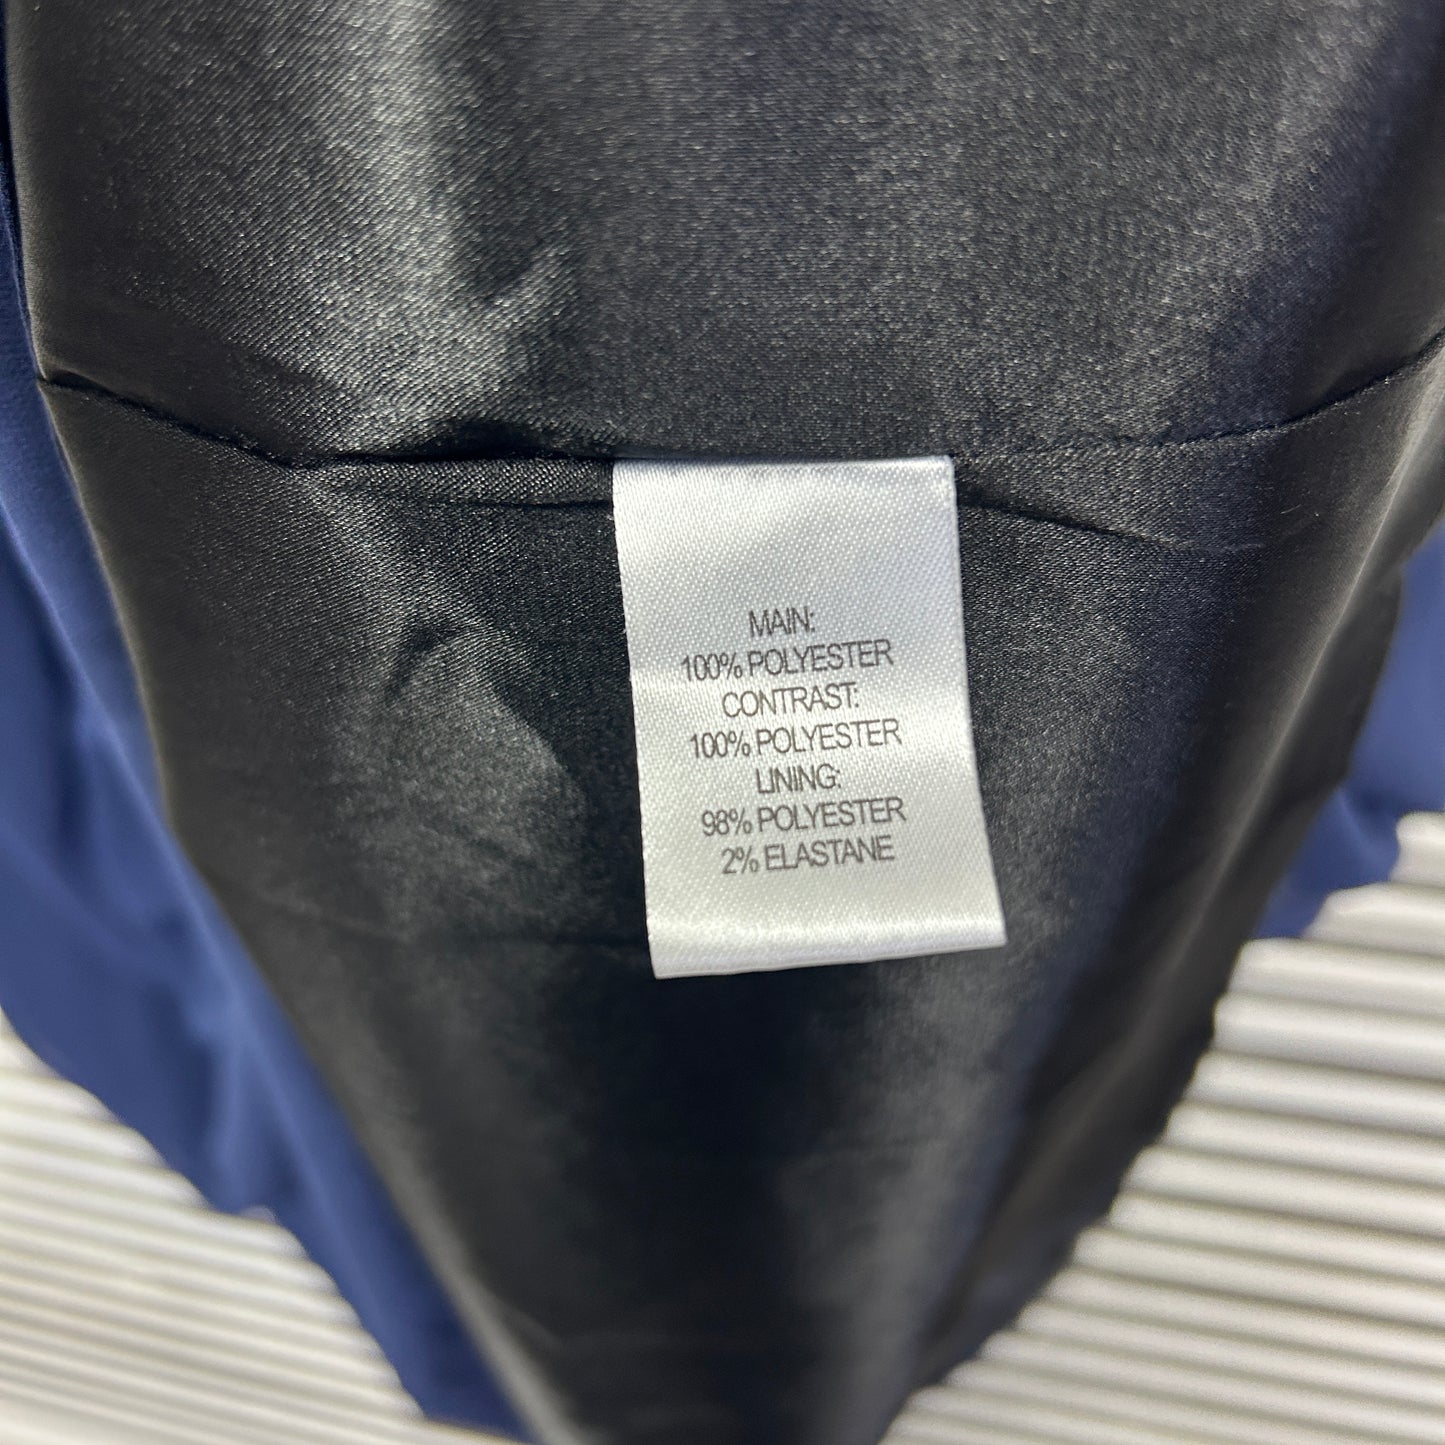 MAIN:
100% POLYESTER
CONTRAST:
100% POLYESTER
LINING:
98% POLYESTER
2% ELASTANE